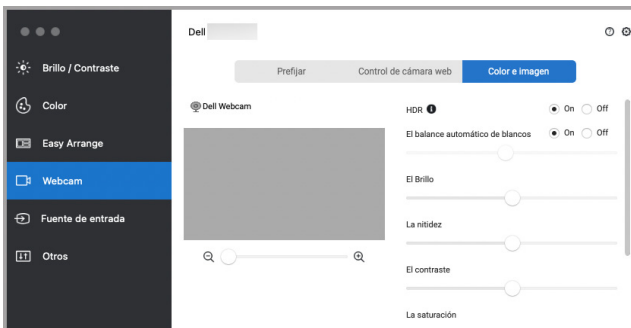 Dell
Brillo / Contraste
Color
Easy Arrange
Webcam
Fuente de entrada
Otros
Prefijar
Control de cámara web
Color e imagen
Dell Webcam
HDR
On
Off
El balance automático de blancos
On
Off
El Brillo
La nitidez
El contraste
La saturación